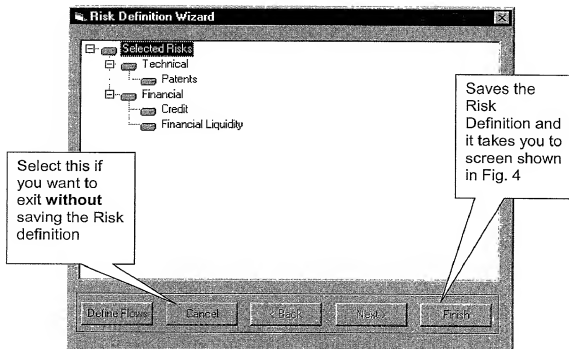 Risk Definition Wizard
Selected Risks
Technical
Patents
Financial
Credit
Financial Liquidity
Saves the
Risk
Definition and
it takes you to
screen shown
in Fig. 4
Select this if
you want to
exit without
saving the Risk
definition
Define Flows
Cancel
< Back
Next >
Finish